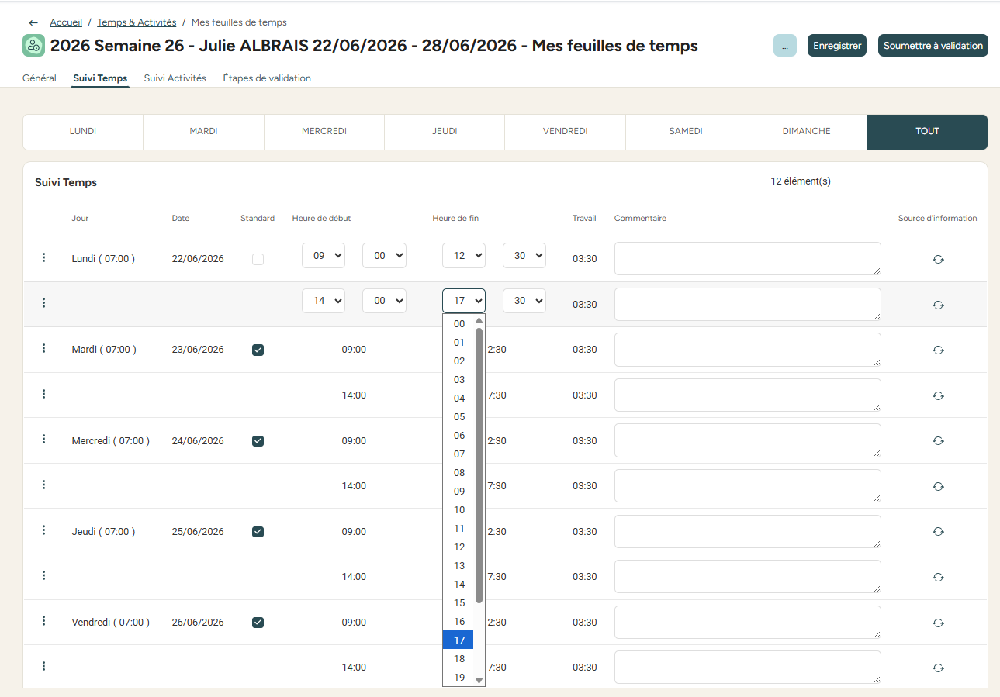 ← Accueil / Temps & Activités / Mes feuilles de temps
2026 Semaine 26 - Julie ALBRAIS 22/06/2026 - 28/06/2026 - Mes feuilles de temps
... Enregistrer Soumettre à validation
Général Suivi Temps Suivi Activités Étapes de validation
LUNDI MARDI MERCREDI JEUDI VENDREDI SAMEDI DIMANCHE TOUT
Suivi Temps 12 élément(s)
Jour Date Standard Heure de début Heure de fin Travail Commentaire Source d'information
Lundi ( 07:00 ) 22/06/2026 09 00 12 30 03:30
14 00 17 30 03:30
00
01
Mardi ( 07:00 ) 23/06/2026 09:00 2:30 03:30
02
03
04
14:00 7:30 03:30
05
06
Mercredi ( 07:00 ) 24/06/2026 09:00 2:30 03:30
07
08
09
14:00 7:30 03:30
10
11
Jeudi ( 07:00 ) 25/06/2026 09:00 2:30 03:30
12
13
14:00 7:30 03:30
14
15
16
Vendredi ( 07:00 ) 26/06/2026 09:00 2:30 03:30
17
18
14:00 7:30 03:30
19